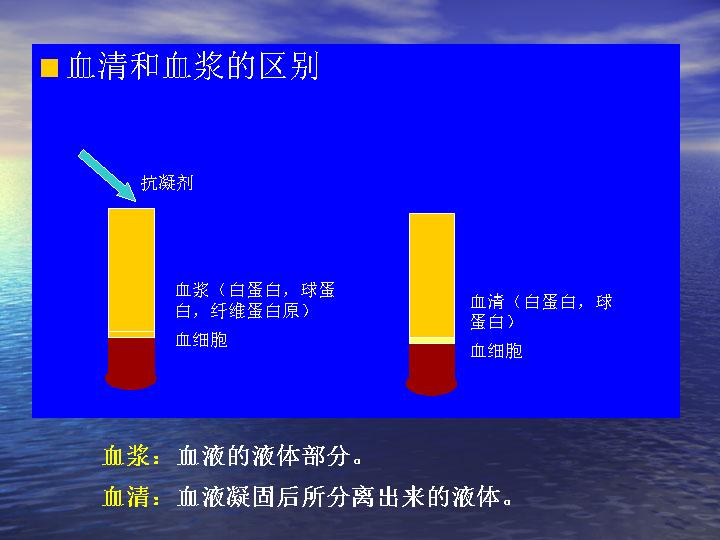 血清和血浆的区别
抗凝剂
血浆（白蛋白，球蛋
白，纤维蛋白原）
血细胞
血清（白蛋白，球
蛋白）
血细胞
血浆：血液的液体部分。
血清：血液凝固后所分离出来的液体。